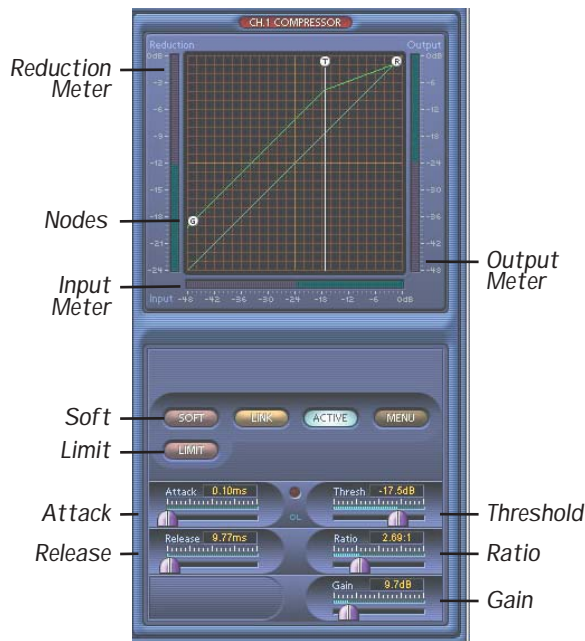 CH.1 COMPRESSOR
Reduction Output
0dB 0dB
-3 -6
-6 -12
-9 -18
-12 -24
-15 -30
-18 -36
-21 -42
-24 -48
T R
G
Input -48 -42 -36 -30 -24 -18 -12 -6 0dB
Reduction
Meter
Nodes
Input
Meter
Output
Meter
SOFT LINK ACTIVE MENU
LIMIT
Soft
Limit
Attack 0.10ms
Thresh -17.5dB
OL
Release 9.77ms
Ratio 2.69:1
Gain 9.7dB
Attack
Release
Threshold
Ratio
Gain